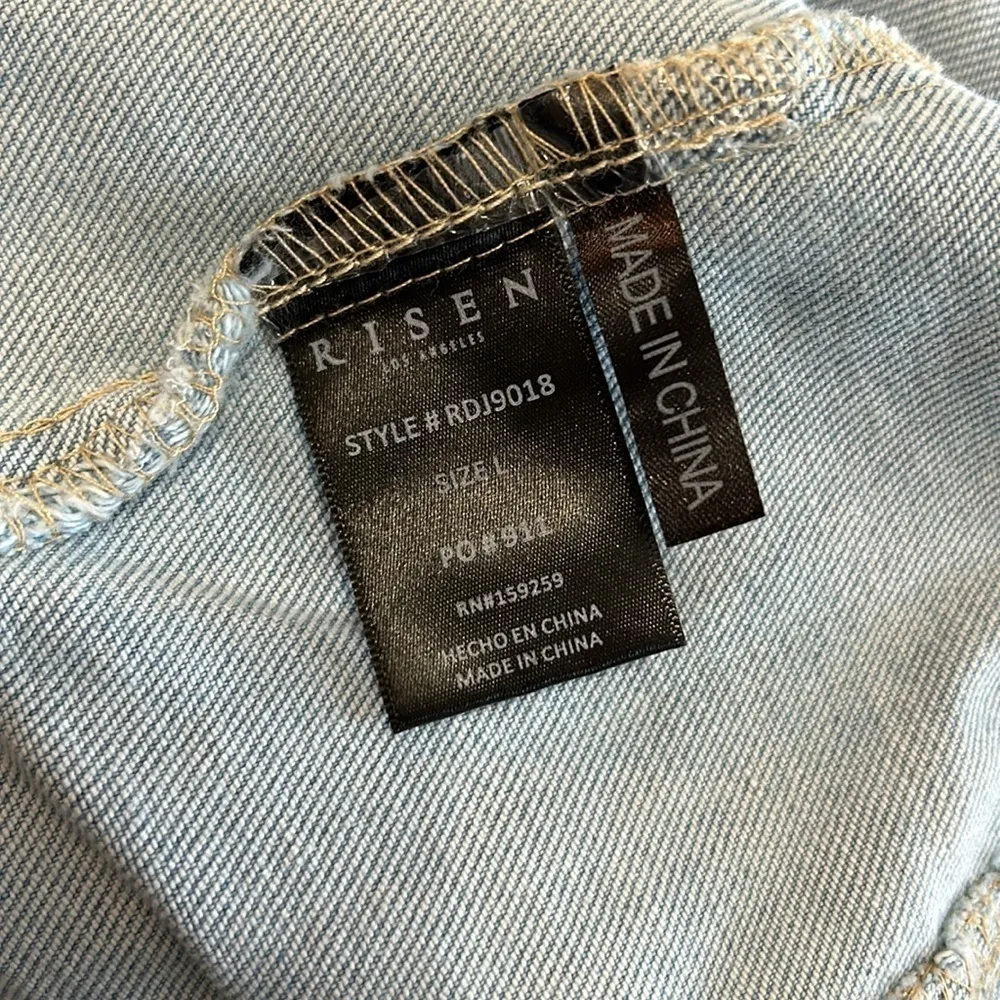 RISEN
LOS ANGELES
STYLE # RDJ9018
SIZE L
PO # 911
RN#159259
HECHO EN CHINA
MADE IN CHINA
MADE IN CHINA